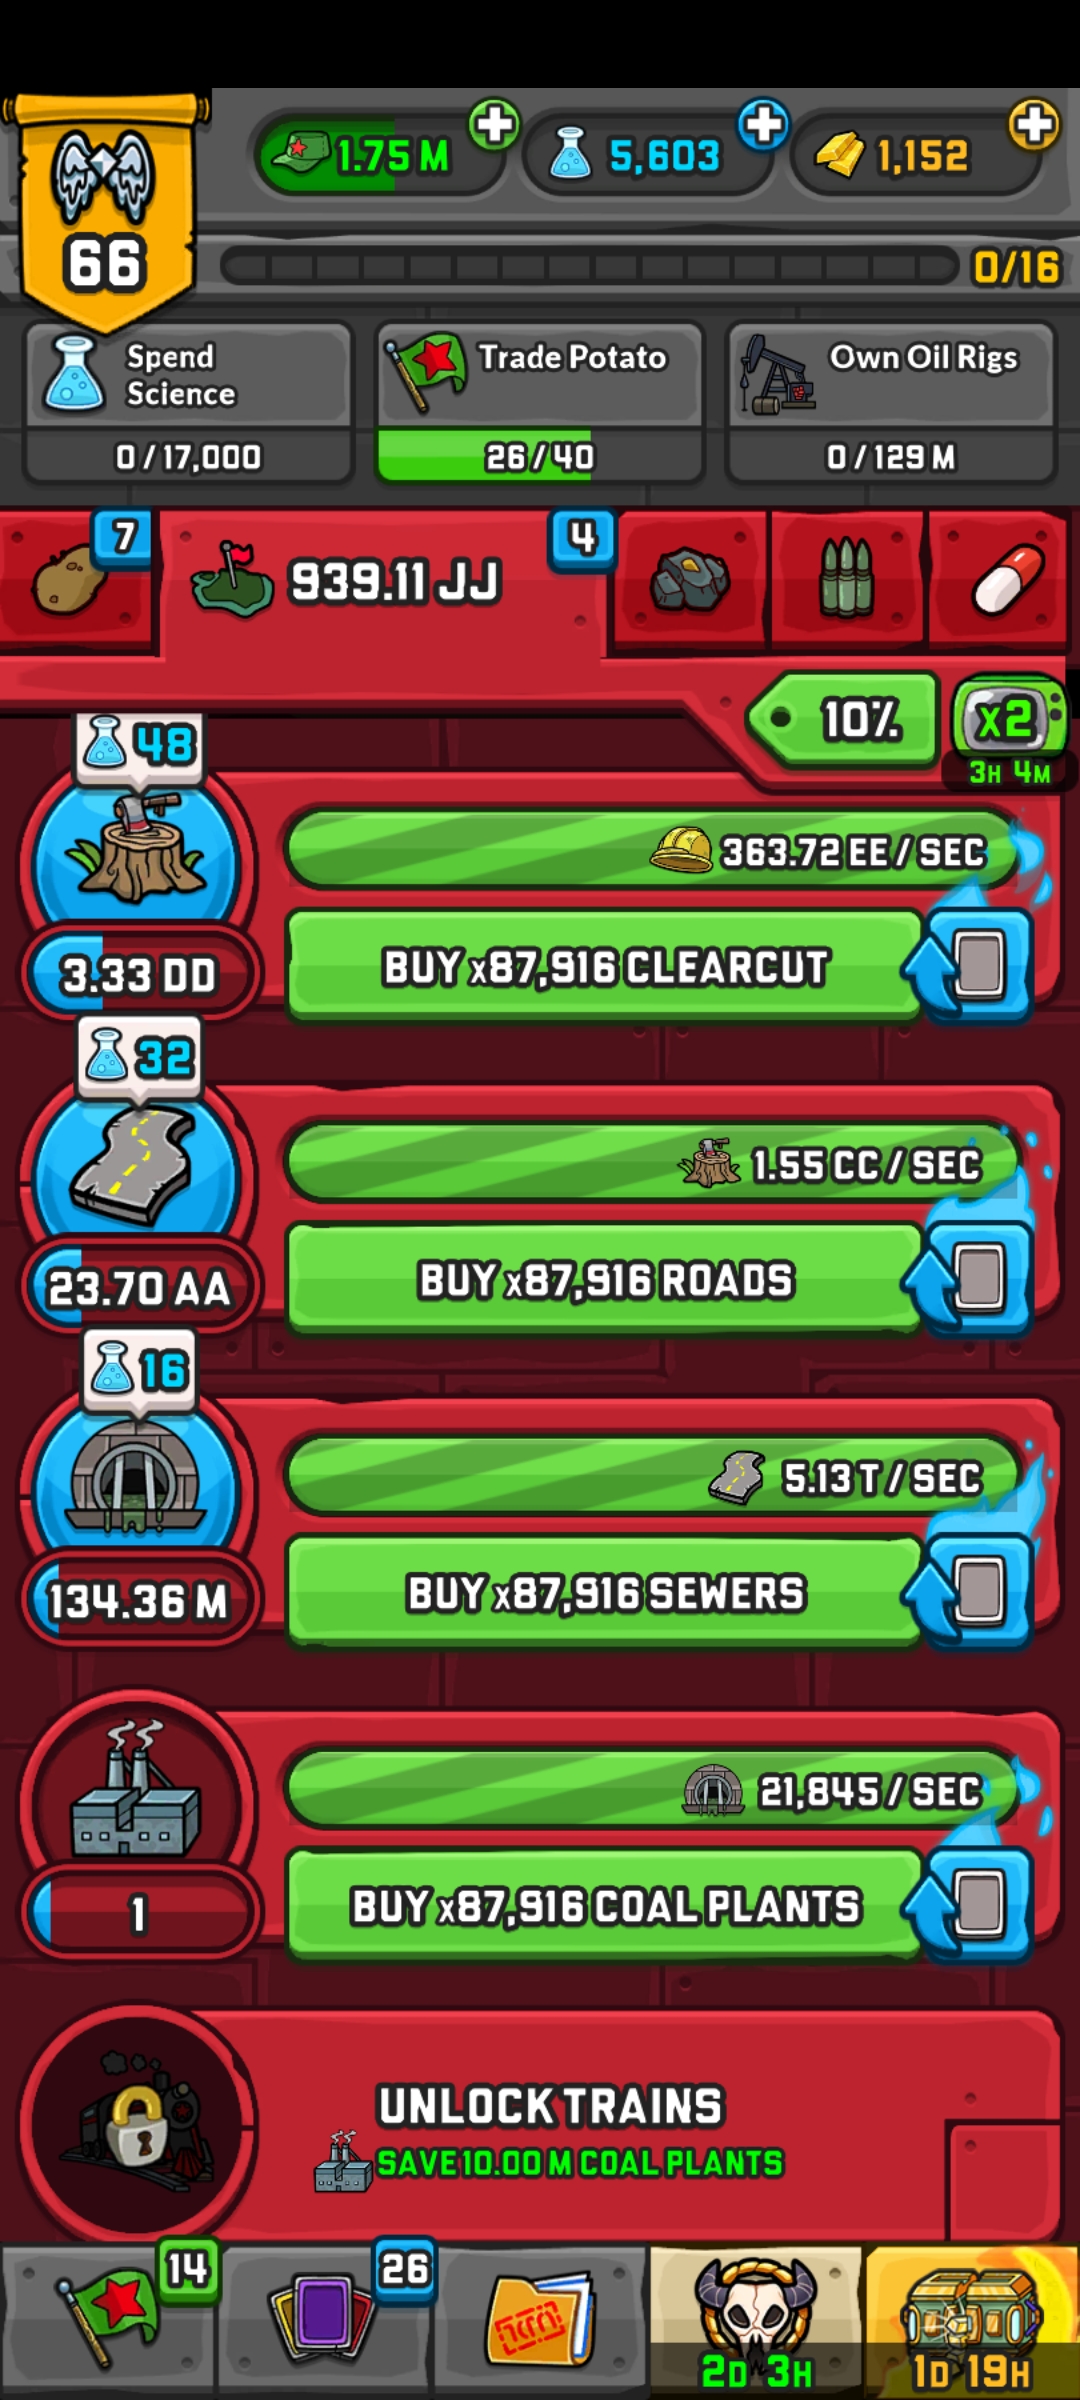 1.75 M
5,603
1,152
66
0/16
Spend
Science
0 / 17,000
Trade Potato
26 / 40
Own Oil Rigs
0 / 129 M
7
939.11 JJ
4
10%
x2
3H 4M
48
363.72 EE / SEC
3.33 DD
BUY x87,916 CLEARCUT
32
1.55 CC / SEC
23.70 AA
BUY x87,916 ROADS
16
5.13 T / SEC
134.36 M
BUY x87,916 SEWERS
21,845 / SEC
1
BUY x87,916 COAL PLANTS
UNLOCK TRAINS
SAVE 10.00 M COAL PLANTS
14
26
2D 3H
1D 19H